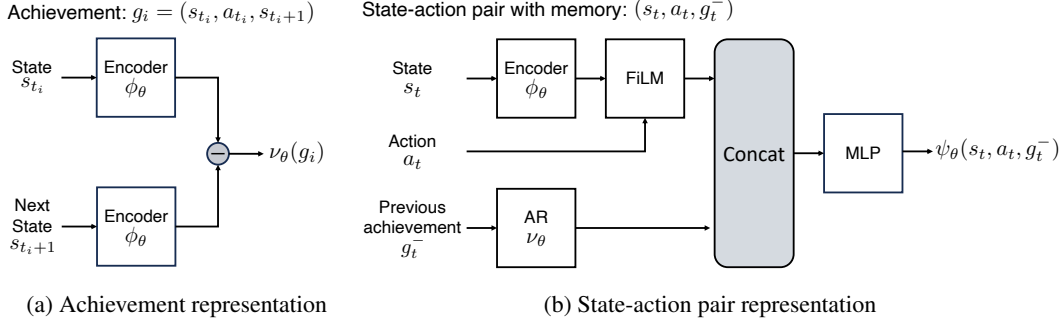 Achievement: $g_i = (s_{t_i}, a_{t_i}, s_{t_i+1})$
State
$s_{t_i}$
Encoder
$\phi_\theta$
−
$\nu_\theta(g_i)$
Next
State
$s_{t_i+1}$
Encoder
$\phi_\theta$
(a) Achievement representation
State-action pair with memory: $(s_t, a_t, g_t^-)$
State
$s_t$
Encoder
$\phi_\theta$
FiLM
Action
$a_t$
Previous
achievement
$g_t^-$
AR
$\nu_\theta$
Concat
MLP
$\psi_\theta(s_t, a_t, g_t^-)$
(b) State-action pair representation